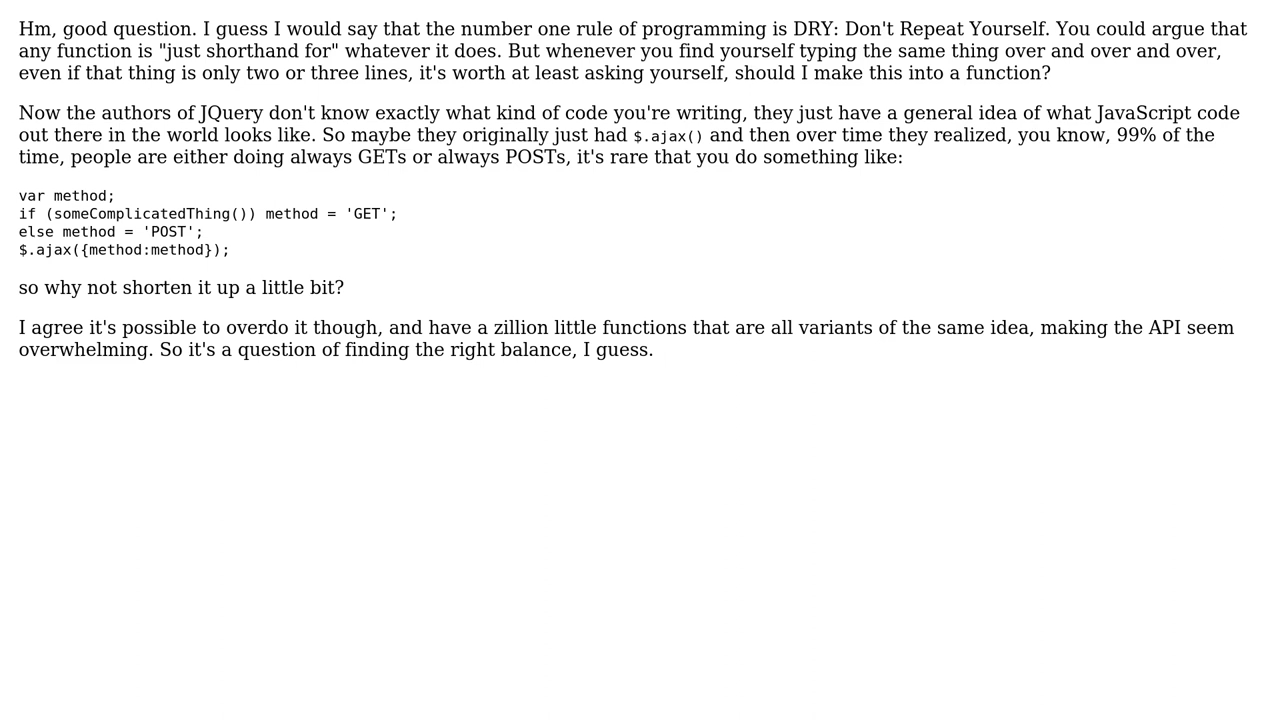 Hm, good question. I guess I would say that the number one rule of programming is DRY: Don't Repeat Yourself. You could argue that
any function is "just shorthand for" whatever it does. But whenever you find yourself typing the same thing over and over and over,
even if that thing is only two or three lines, it's worth at least asking yourself, should I make this into a function?
Now the authors of JQuery don't know exactly what kind of code you're writing, they just have a general idea of what JavaScript code
out there in the world looks like. So maybe they originally just had $.ajax() and then over time they realized, you know, 99% of the
time, people are either doing always GETs or always POSTs, it's rare that you do something like:
var method;
if (someComplicatedThing()) method = 'GET';
else method = 'POST';
$.ajax({method:method});
so why not shorten it up a little bit?
I agree it's possible to overdo it though, and have a zillion little functions that are all variants of the same idea, making the API seem
overwhelming. So it's a question of finding the right balance, I guess.